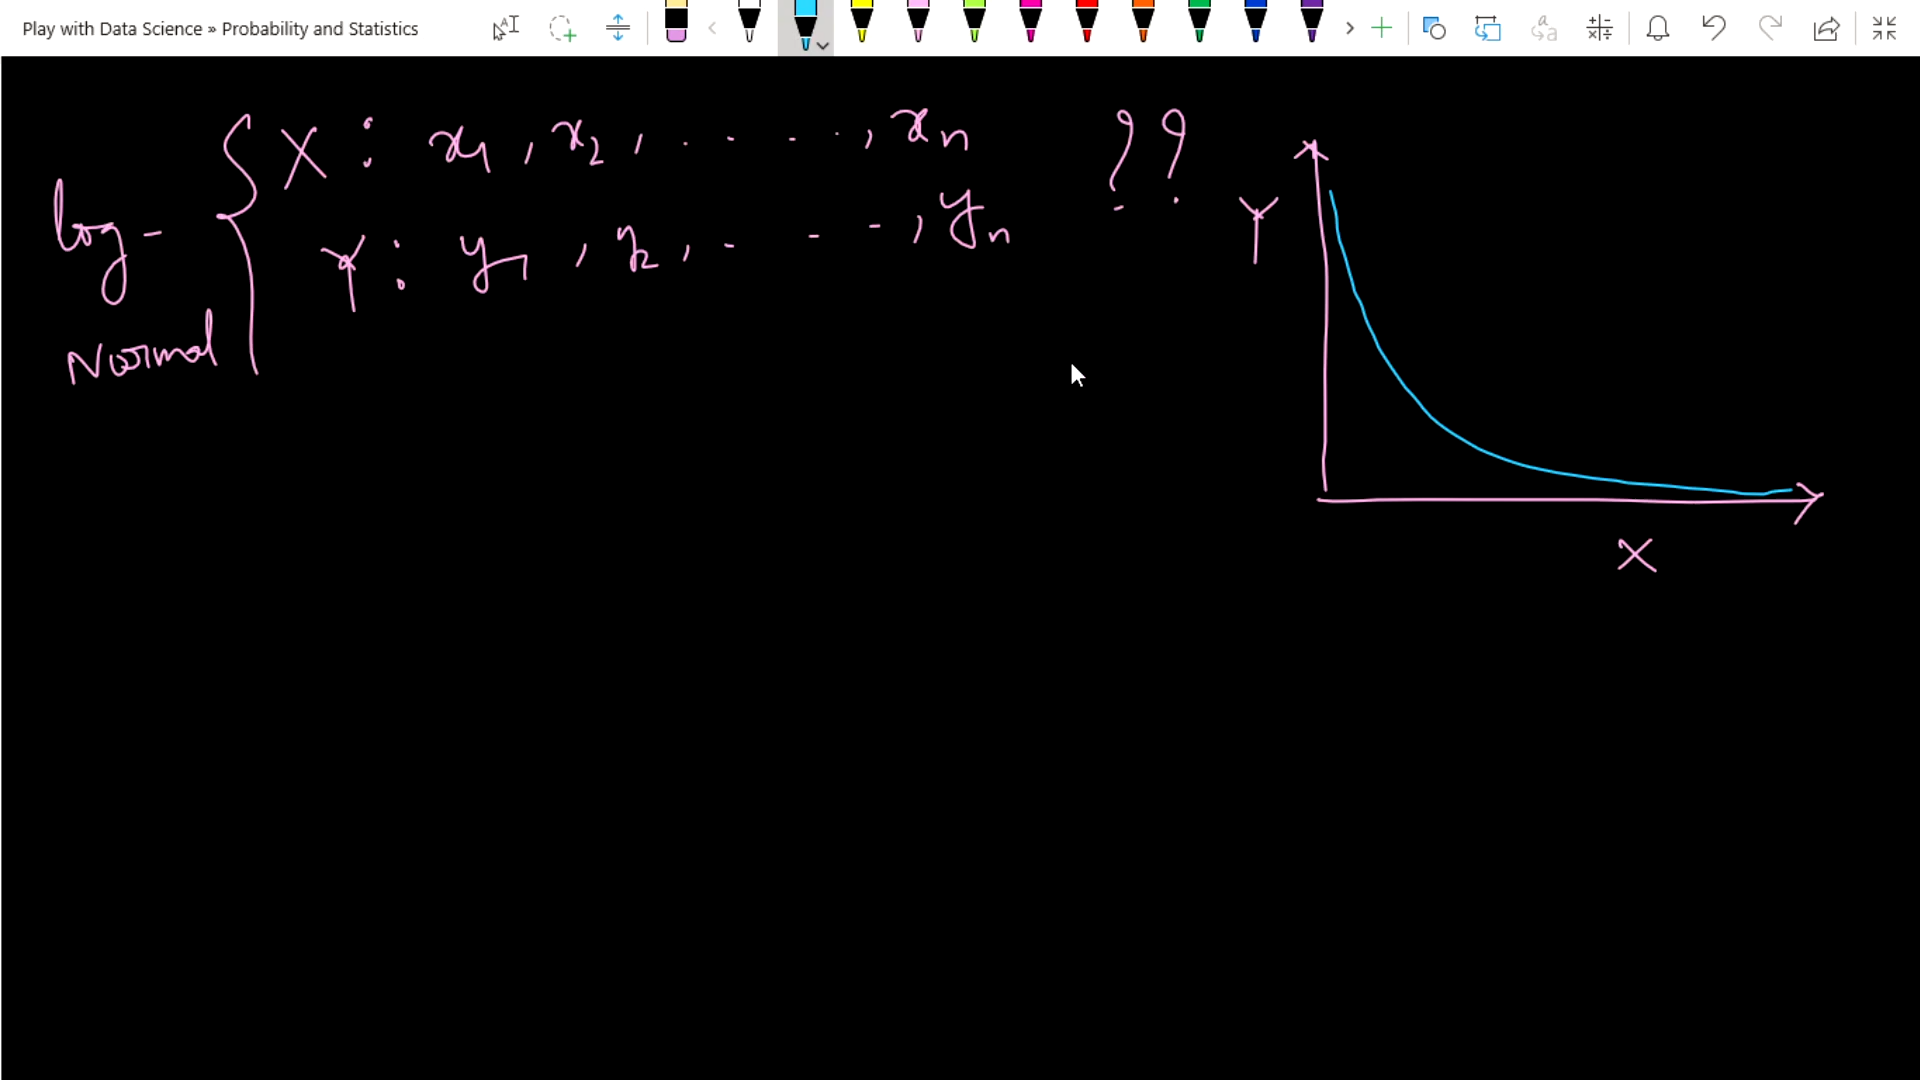 Play with Data Science » Probability and Statistics
X : x₁, x₂, . . . . , xₙ ??
log-
Normal
Y : y₁, y₂, . . . , yₙ
Y
X